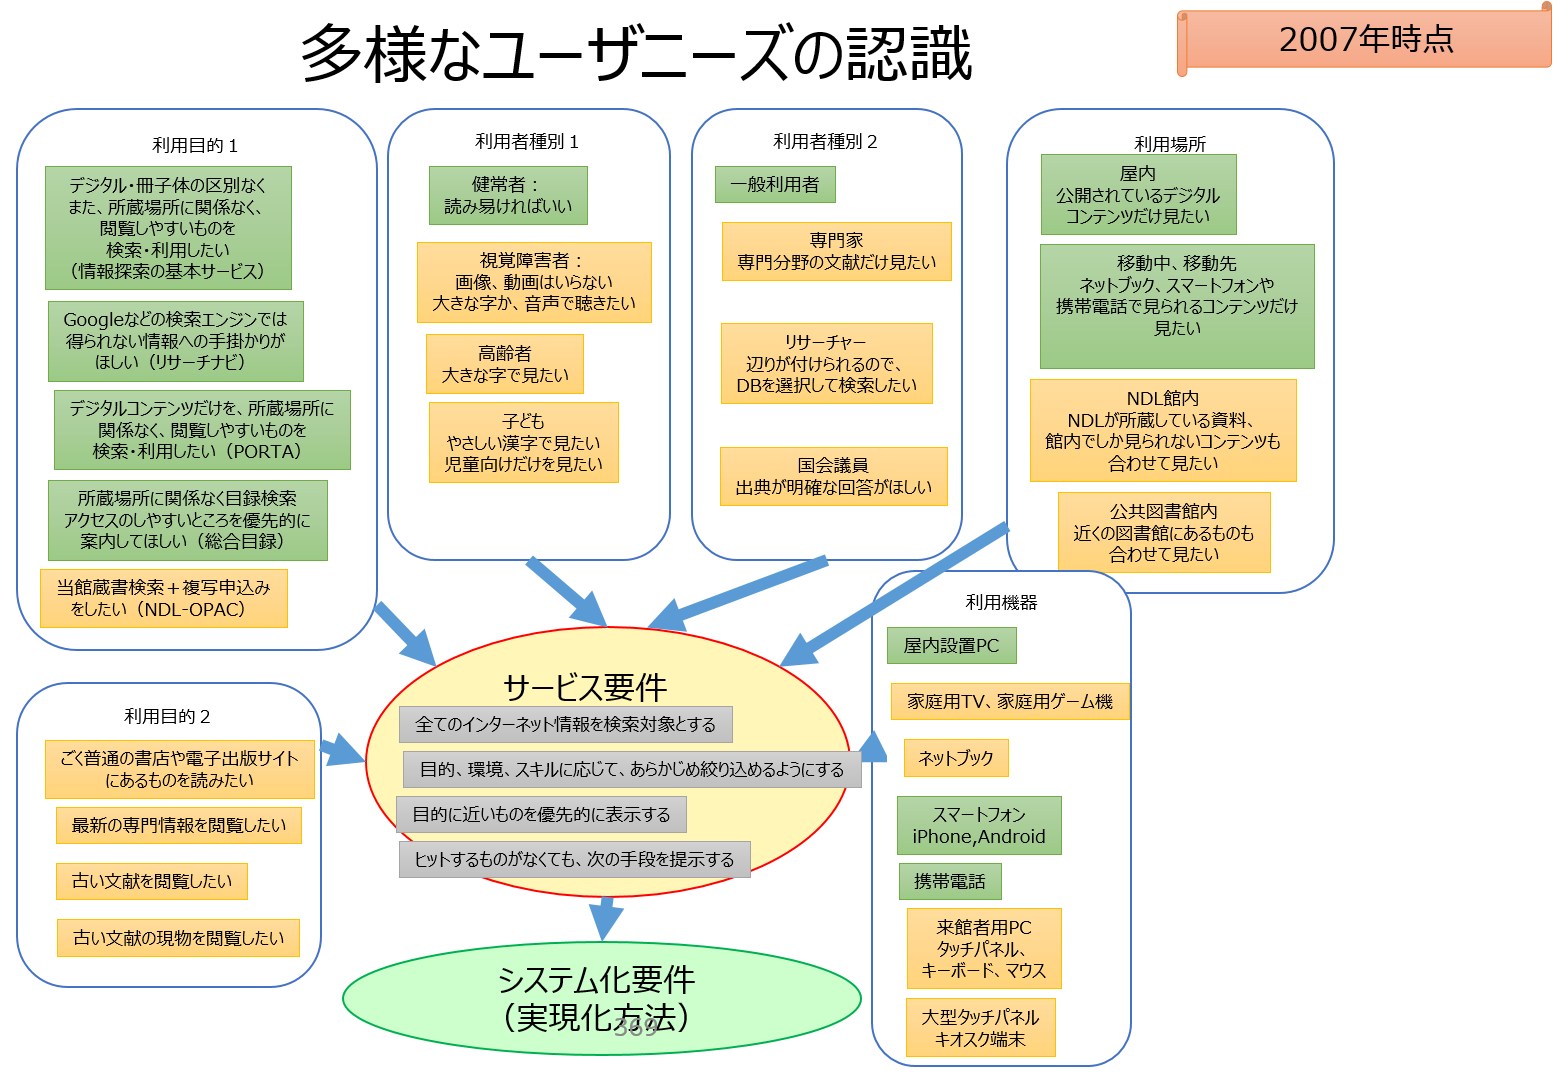 多様なユーザニーズの認識
2007年時点
利用目的１
デジタル・冊子体の区別なく
また、所蔵場所に関係なく、
閲覧しやすいものを
検索・利用したい
（情報探索の基本サービス）
Googleなどの検索エンジンでは
得られない情報への手掛かりが
ほしい（リサーチナビ）
デジタルコンテンツだけを、所蔵場所に
関係なく、閲覧しやすいものを
検索・利用したい（PORTA）
所蔵場所に関係なく目録検索
アクセスのしやすいところを優先的に
案内してほしい（総合目録）
当館蔵書検索＋複写申込み
をしたい（NDL-OPAC）
利用者種別１
健常者：
読み易ければいい
視覚障害者：
画像、動画はいらない
大きな字か、音声で聴きたい
高齢者
大きな字で見たい
子ども
やさしい漢字で見たい
児童向けだけを見たい
利用者種別２
一般利用者
専門家
専門分野の文献だけ見たい
リサーチャー
辺りが付けられるので、
DBを選択して検索したい
国会議員
出典が明確な回答がほしい
利用場所
屋内
公開されているデジタル
コンテンツだけ見たい
移動中、移動先
ネットブック、スマートフォンや
携帯電話で見られるコンテンツだけ
見たい
NDL館内
NDLが所蔵している資料、
館内でしか見られないコンテンツも
合わせて見たい
公共図書館内
近くの図書館にあるものも
合わせて見たい
利用目的２
ごく普通の書店や電子出版サイト
にあるものを読みたい
最新の専門情報を閲覧したい
古い文献を閲覧したい
古い文献の現物を閲覧したい
サービス要件
全てのインターネット情報を検索対象とする
目的、環境、スキルに応じて、あらかじめ絞り込めるようにする
目的に近いものを優先的に表示する
ヒットするものがなくても、次の手段を提示する
システム化要件
（実現化方法）
369
利用機器
屋内設置PC
家庭用TV、家庭用ゲーム機
ネットブック
スマートフォン
iPhone,Android
携帯電話
来館者用PC
タッチパネル、
キーボード、マウス
大型タッチパネル
キオスク端末